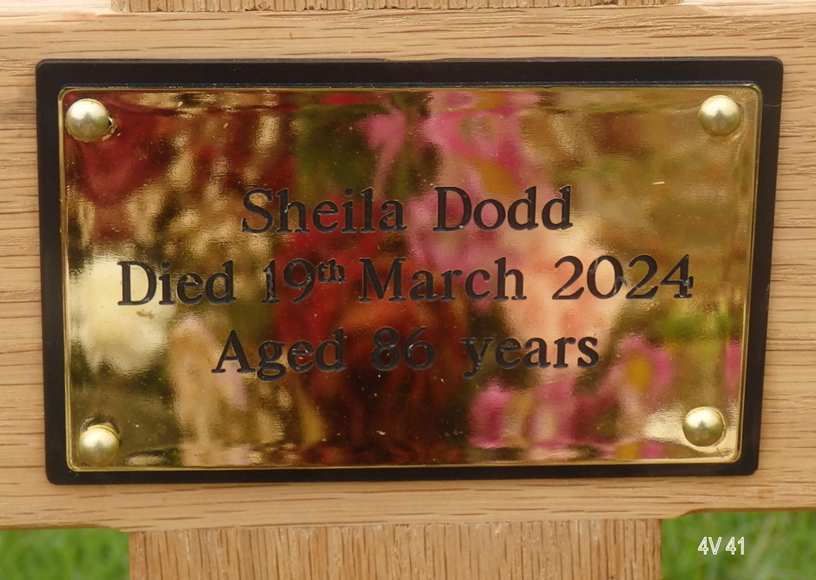 Sheila Dodd
Died 19th March 2024
Aged 86 years
4V 41